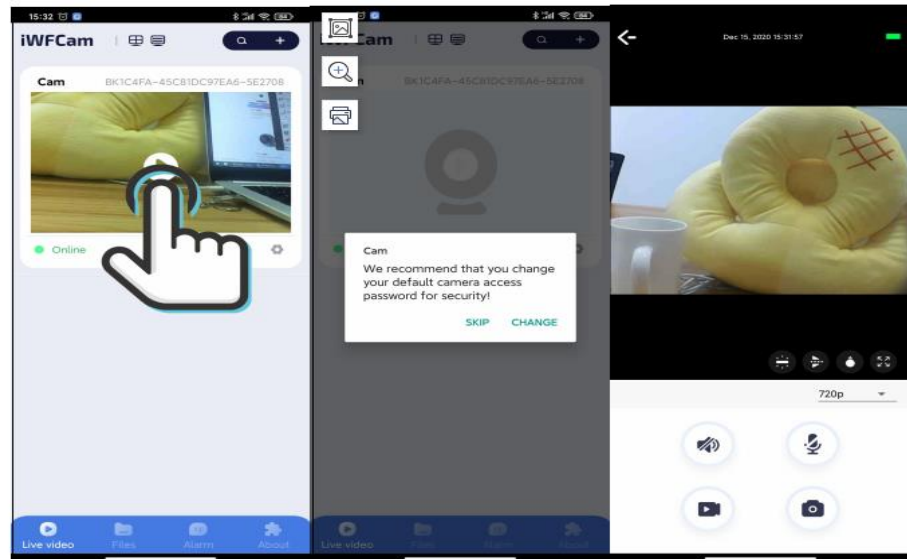 15:32
iWFCam
Cam BK1C4FA-45C81DC97EA6-5E2708
Online
Live video Files Alarm About
Cam
BK1C4FA-45C81DC97EA6-5E2708
Cam
We recommend that you change
your default camera access
password for security!
SKIP CHANGE
Live video Files Alarm About
Dec 15, 2020 15:31:57
720p